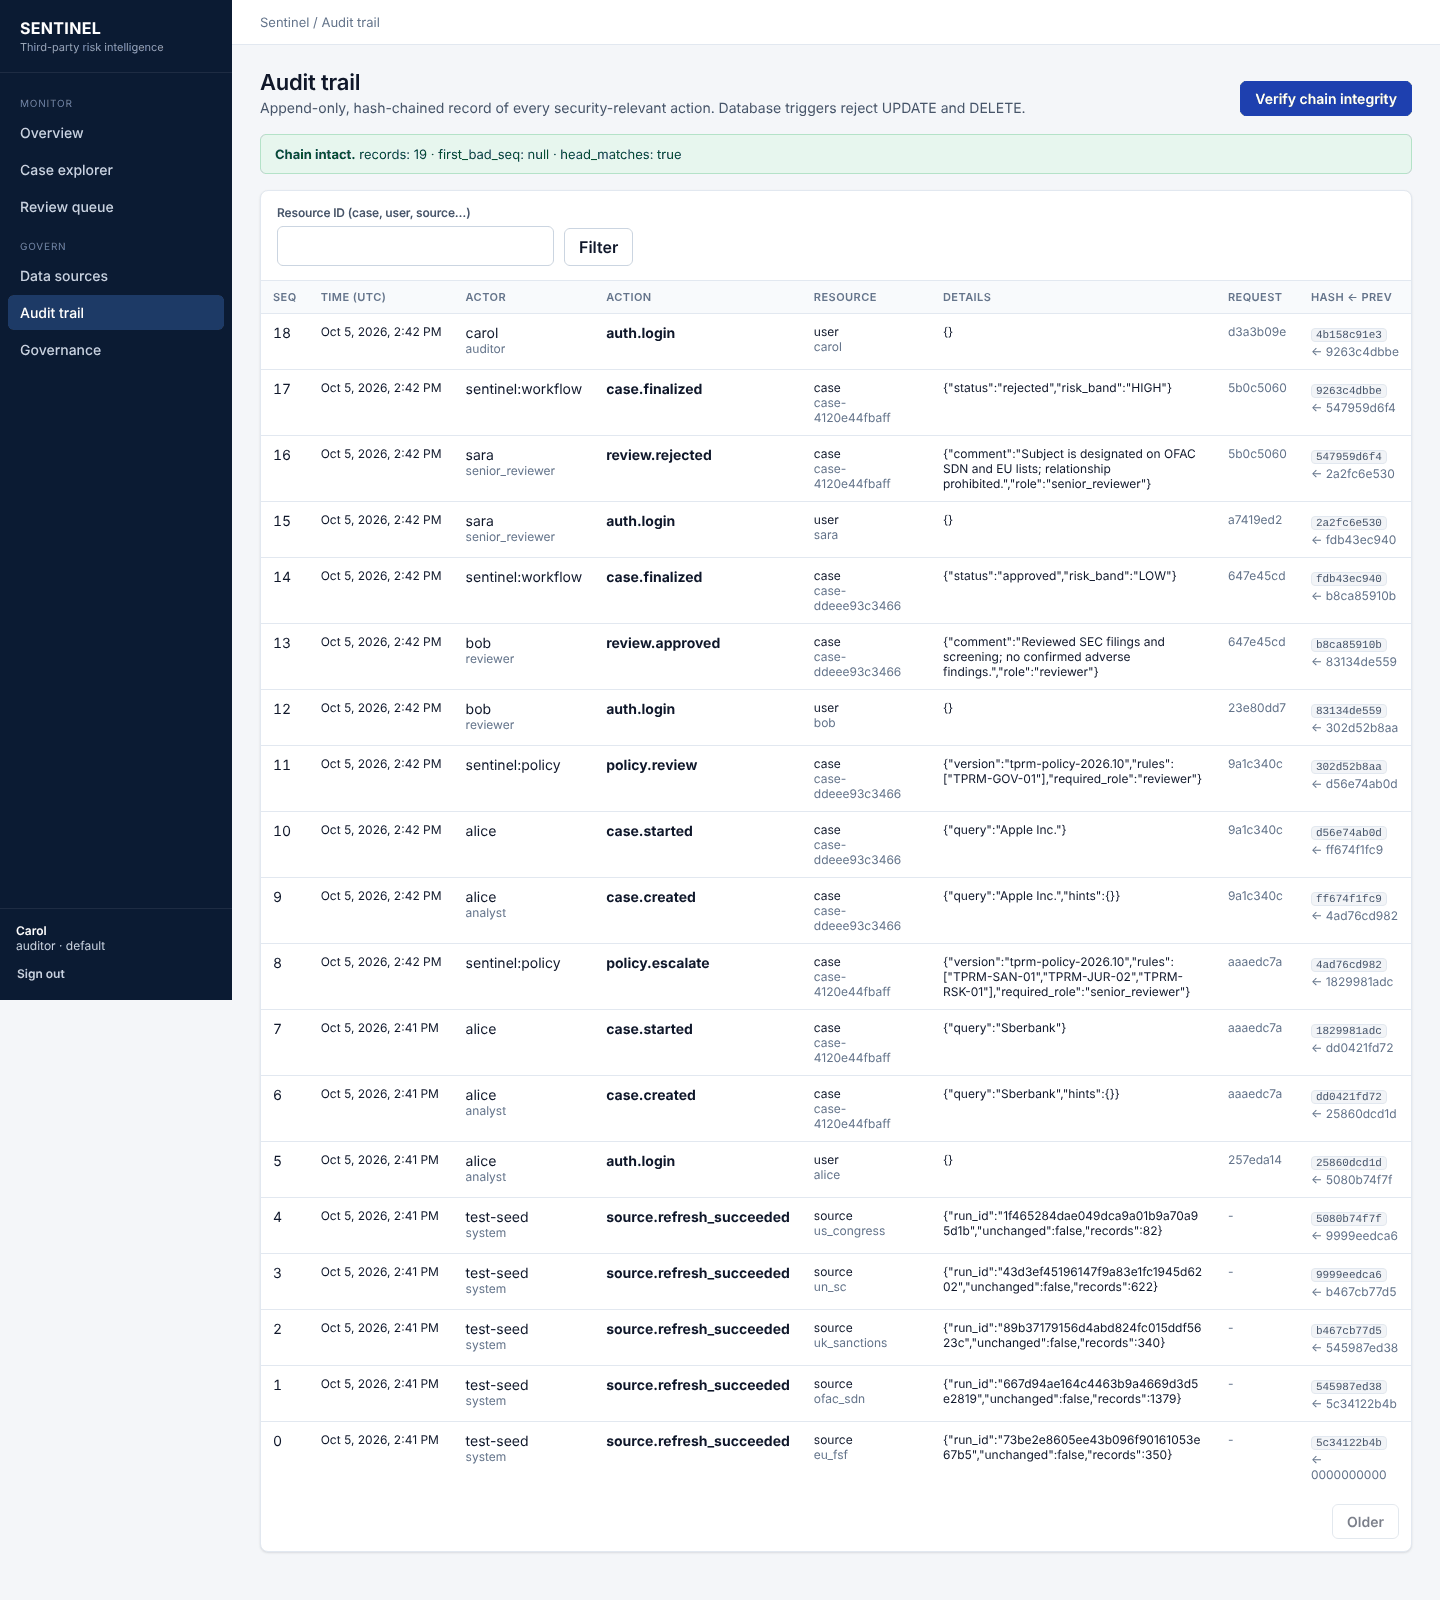 SENTINEL
Third-party risk intelligence
MONITOR
Overview
Case explorer
Review queue
GOVERN
Data sources
Audit trail
Governance
Carol
auditor · default
Sign out
Sentinel / Audit trail
Audit trail
Append-only, hash-chained record of every security-relevant action. Database triggers reject UPDATE and DELETE.
Verify chain integrity
Chain intact. records: 19 · first_bad_seq: null · head_matches: true
Resource ID (case, user, source...)
Filter
SEQ TIME (UTC) ACTOR ACTION RESOURCE DETAILS REQUEST HASH ← PREV
18 Oct 5, 2026, 2:42 PM carol auth.login user {} d3a3b09e 4b158c91e3
auditor carol ← 9263c4dbbe
17 Oct 5, 2026, 2:42 PM sentinel:workflow case.finalized case {"status":"rejected","risk_band":"HIGH"} 5b0c5060 9263c4dbbe
case- ← 547959d6f4
4120e44fbaff
16 Oct 5, 2026, 2:42 PM sara review.rejected case {"comment":"Subject is designated on OFAC 5b0c5060 547959d6f4
senior_reviewer case- SDN and EU lists; relationship ← 2a2fc6e530
4120e44fbaff prohibited.","role":"senior_reviewer"}
15 Oct 5, 2026, 2:42 PM sara auth.login user {} a7419ed2 2a2fc6e530
senior_reviewer sara ← fdb43ec940
14 Oct 5, 2026, 2:42 PM sentinel:workflow case.finalized case {"status":"approved","risk_band":"LOW"} 647e45cd fdb43ec940
case- ← b8ca85910b
ddeee93c3466
13 Oct 5, 2026, 2:42 PM bob review.approved case {"comment":"Reviewed SEC filings and 647e45cd b8ca85910b
reviewer case- screening; no confirmed adverse ← 83134de559
ddeee93c3466 findings.","role":"reviewer"}
12 Oct 5, 2026, 2:42 PM bob auth.login user {} 23e80dd7 83134de559
reviewer bob ← 302d52b8aa
11 Oct 5, 2026, 2:42 PM sentinel:policy policy.review case {"version":"tprm-policy-2026.10","rules": 9a1c340c 302d52b8aa
case- ["TPRM-GOV-01"],"required_role":"reviewer"} ← d56e74ab0d
ddeee93c3466
10 Oct 5, 2026, 2:42 PM alice case.started case {"query":"Apple Inc."} 9a1c340c d56e74ab0d
case- ← ff674f1fc9
ddeee93c3466
9 Oct 5, 2026, 2:42 PM alice case.created case {"query":"Apple Inc.","hints":{}} 9a1c340c ff674f1fc9
analyst case- ← 4ad76cd982
ddeee93c3466
8 Oct 5, 2026, 2:42 PM sentinel:policy policy.escalate case {"version":"tprm-policy-2026.10","rules": aaaedc7a 4ad76cd982
case- ["TPRM-SAN-01","TPRM-JUR-02","TPRM- ← 1829981adc
4120e44fbaff RSK-01"],"required_role":"senior_reviewer"}
7 Oct 5, 2026, 2:41 PM alice case.started case {"query":"Sberbank"} aaaedc7a 1829981adc
case- ← dd0421fd72
4120e44fbaff
6 Oct 5, 2026, 2:41 PM alice case.created case {"query":"Sberbank","hints":{}} aaaedc7a dd0421fd72
analyst case- ← 25860dcd1d
4120e44fbaff
5 Oct 5, 2026, 2:41 PM alice auth.login user {} 257eda14 25860dcd1d
analyst alice ← 5080b74f7f
4 Oct 5, 2026, 2:41 PM test-seed source.refresh_succeeded source {"run_id":"1f465284dae049dca9a01b9a70a9 - 5080b74f7f
system us_congress 5d1b","unchanged":false,"records":82} ← 9999eedca6
3 Oct 5, 2026, 2:41 PM test-seed source.refresh_succeeded source {"run_id":"43d3ef45196147f9a83e1fc1945d62 - 9999eedca6
system un_sc 02","unchanged":false,"records":622} ← b467cb77d5
2 Oct 5, 2026, 2:41 PM test-seed source.refresh_succeeded source {"run_id":"89b37179156d4abd824fc015ddf56 - b467cb77d5
system uk_sanctions 23c","unchanged":false,"records":340} ← 545987ed38
1 Oct 5, 2026, 2:41 PM test-seed source.refresh_succeeded source {"run_id":"667d94ae164c4463b9a4669d3d5 - 545987ed38
system ofac_sdn e2819","unchanged":false,"records":1379} ← 5c34122b4b
0 Oct 5, 2026, 2:41 PM test-seed source.refresh_succeeded source {"run_id":"73be2e8605ee43b096f90161053e - 5c34122b4b
system eu_fsf 67b5","unchanged":false,"records":350} ←
0000000000
Older